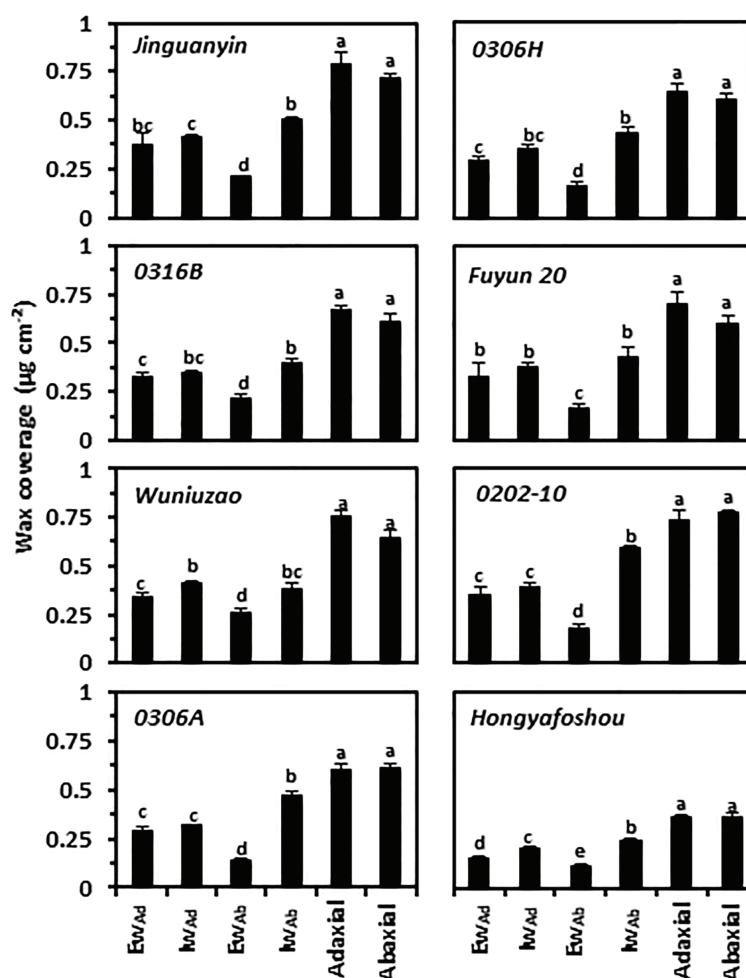 Wax coverage (µg cm⁻²)
Jinguanyin
1
0.75
0.5
0.25
0
bc c d b a a
0306H
c bc d b a a
0316B
1
0.75
0.5
0.25
0
c bc d b a a
Fuyun 20
b b c b a a
Wuniuzao
1
0.75
0.5
0.25
0
c b d bc a a
0202-10
c c d b a a
0306A
1
0.75
0.5
0.25
0
c c d b a a
Hongyafoshou
d c e b a a
EwAd IwAd EwAb IwAb Adaxial Abaxial
EwAd IwAd EwAb IwAb Adaxial Abaxial